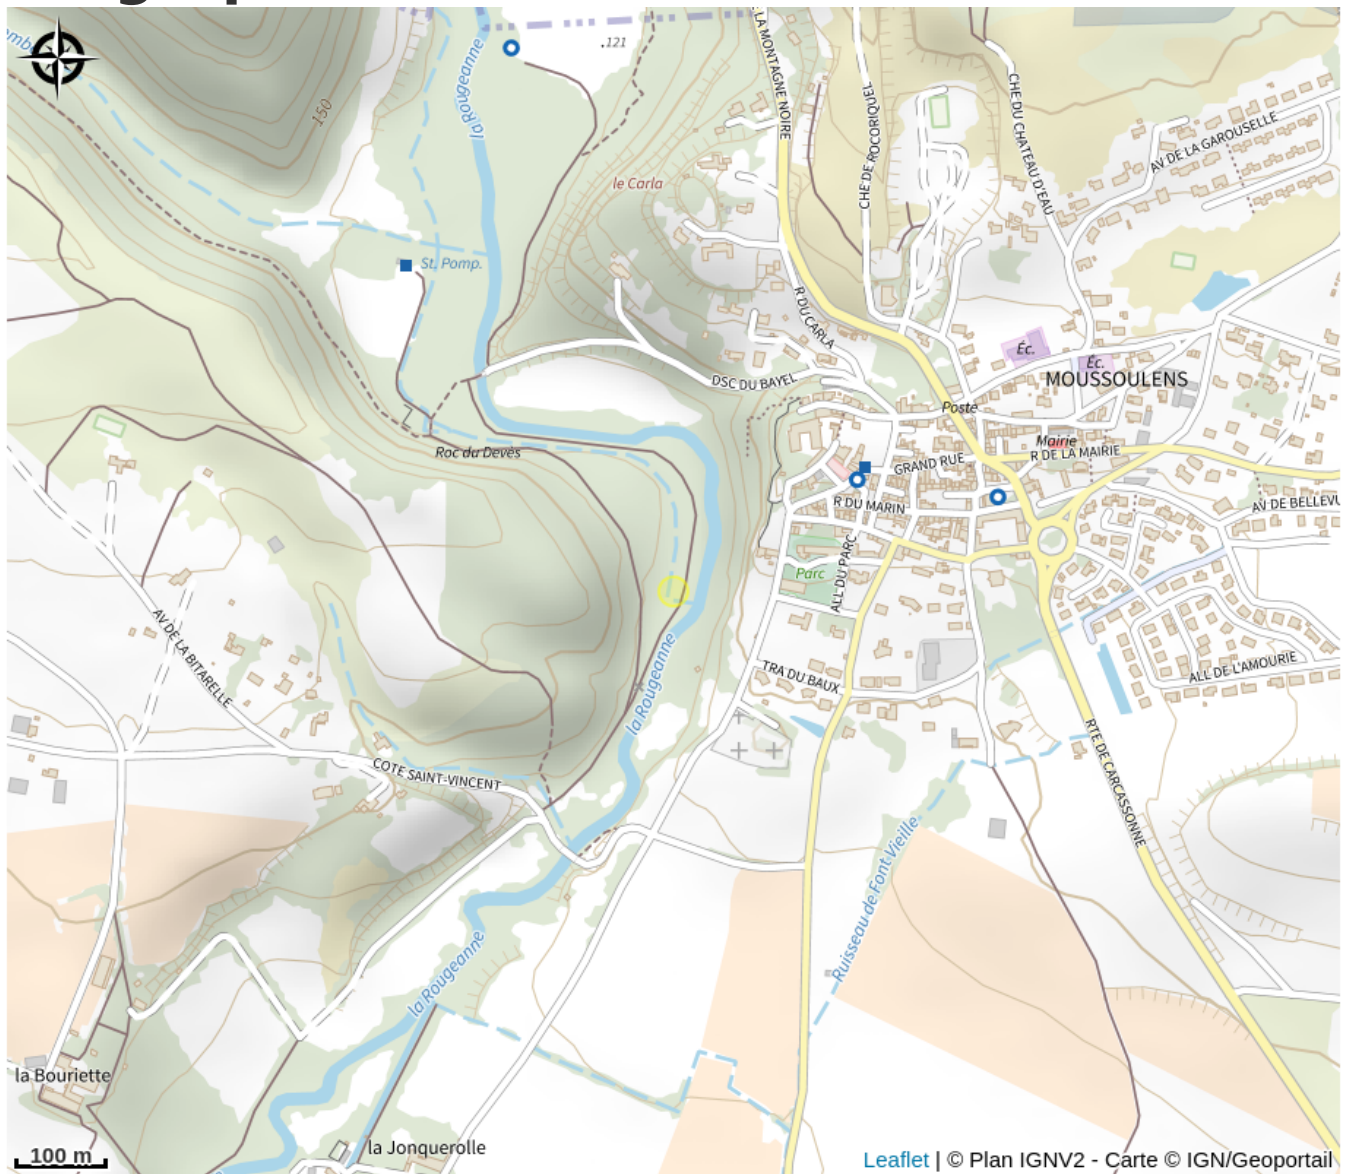 la Rougeanne
.121
LA MONTAGNE NOIRE
CHE DE ROCORIQUEL
CHE DU CHATEAU D'EAU
AV DE LA GAROUSELLE
150
le Carla
St. Pomp.
R DU CARLA
Éc.
Éc.
MOUSSOULENS
DSC DU BAYEL
Poste
Mairie
R DE LA MAIRIE
Roc du Devès
GRAND RUE
R DU MARIN
AV DE BELLEVU
Parc
ALL DU PARC
AV DE LA BITARELLE
la Rougeanne
TRA DU BAUX
ALL DE L'AMOURIE
COTE SAINT-VINCENT
RTE DE CARCASSONNE
Ruisseau de Font Vieille
la Rougeanne
la Bouriette
la Jonquerolle
100 m
Leaflet | © Plan IGNV2 - Carte © IGN/Geoportail